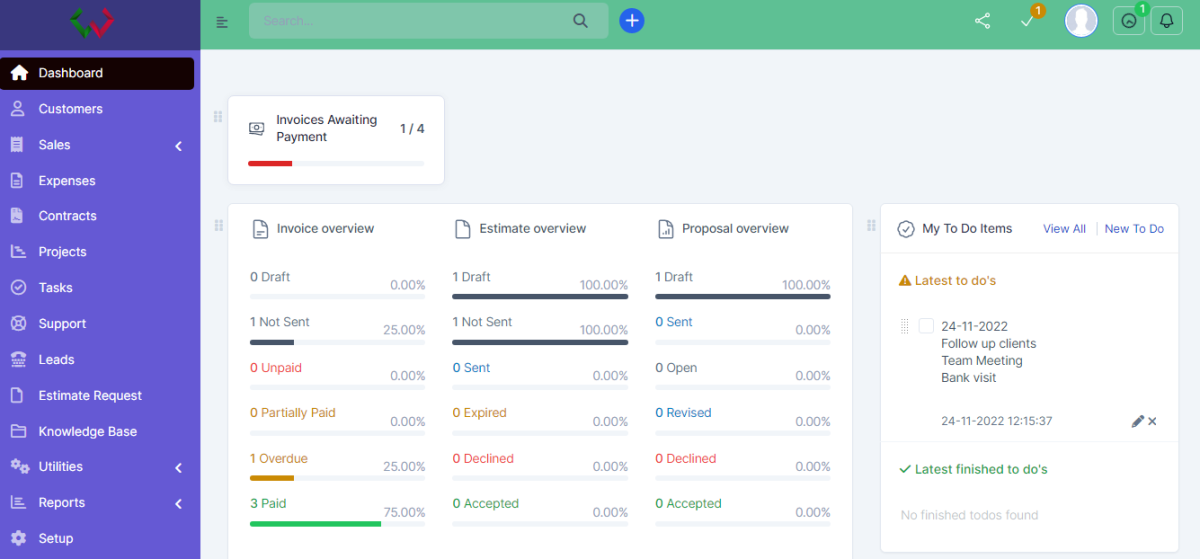 Search...
1
1
Dashboard
Customers
Sales
Expenses
Contracts
Projects
Tasks
Support
Leads
Estimate Request
Knowledge Base
Utilities
Reports
Setup
Invoices Awaiting
Payment
1 / 4
Invoice overview
0 Draft
0.00%
1 Not Sent
25.00%
0 Unpaid
0.00%
0 Partially Paid
0.00%
1 Overdue
25.00%
3 Paid
75.00%
Estimate overview
1 Draft
100.00%
1 Not Sent
100.00%
0 Sent
0.00%
0 Expired
0.00%
0 Declined
0.00%
0 Accepted
0.00%
Proposal overview
1 Draft
100.00%
0 Sent
0.00%
0 Open
0.00%
0 Revised
0.00%
0 Declined
0.00%
0 Accepted
0.00%
My To Do Items
View All
New To Do
Latest to do's
24-11-2022
Follow up clients
Team Meeting
Bank visit
24-11-2022 12:15:37
Latest finished to do's
No finished todos found